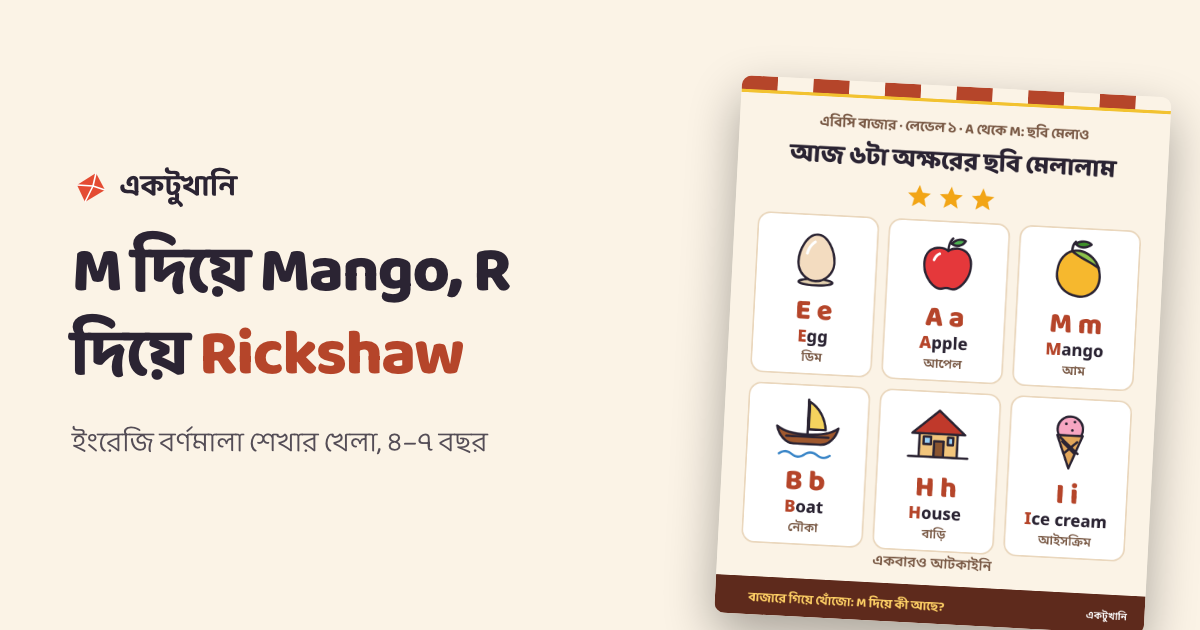 একটুখানি
M দিয়ে Mango, R
দিয়ে Rickshaw
ইংরেজি বর্ণমালা শেখার খেলা, ৪–৭ বছর
এবিসি বাজার · লেভেল ১ · A থেকে M: ছবি মেলাও
আজ ৬টা অক্ষরের ছবি মেলালাম
E e
Egg
ডিম
A a
Apple
আপেল
M m
Mango
আম
B b
Boat
নৌকা
H h
House
বাড়ি
I i
Ice cream
আইসক্রিম
একবারও আটকাইনি
বাজারে গিয়ে খোঁজো: M দিয়ে কী আছে?
একটুখানি